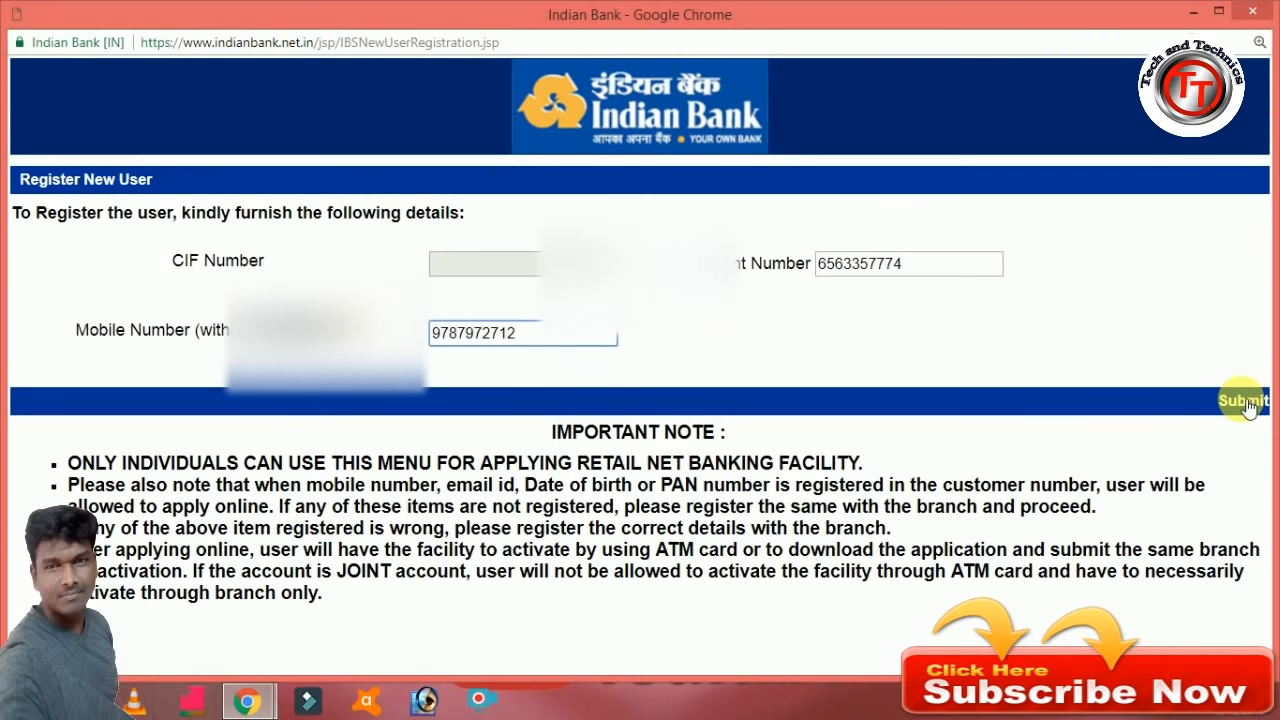 Indian Bank - Google Chrome
Indian Bank [IN] https://www.indianbank.net.in/jsp/IBSNewUserRegistration.jsp
Tech and Technics
TT
इंडियन बैंक
Indian Bank
आपका अपना बैंक YOUR OWN BANK
Register New User
To Register the user, kindly furnish the following details:
CIF Number nt Number 6563357774
Mobile Number (with 9787972712
Submit
IMPORTANT NOTE :
ONLY INDIVIDUALS CAN USE THIS MENU FOR APPLYING RETAIL NET BANKING FACILITY.
Please also note that when mobile number, email id, Date of birth or PAN number is registered in the customer number, user will be
allowed to apply online. If any of these items are not registered, please register the same with the branch and proceed.
ny of the above item registered is wrong, please register the correct details with the branch.
er applying online, user will have the facility to activate by using ATM card or to download the application and submit the same branch
activation. If the account is JOINT account, user will not be allowed to activate the facility through ATM card and have to necessarily
tivate through branch only.
Click Here
Subscribe Now